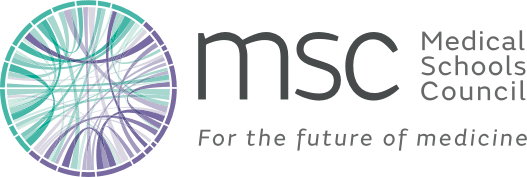 msc
Medical
Schools
Council
For the future of medicine